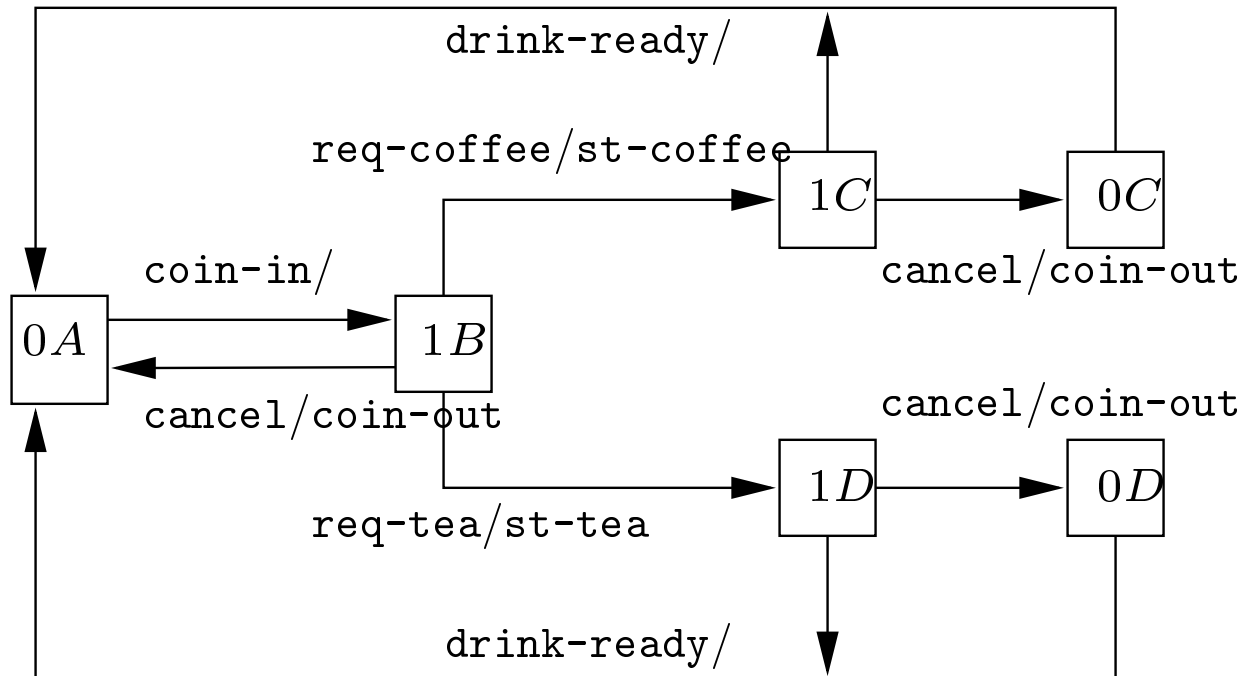 drink-ready/
req-coffee/st-coffee
1C
0C
coin-in/
cancel/coin-out
0A
1B
cancel/coin-out
cancel/coin-out
1D
0D
req-tea/st-tea
drink-ready/